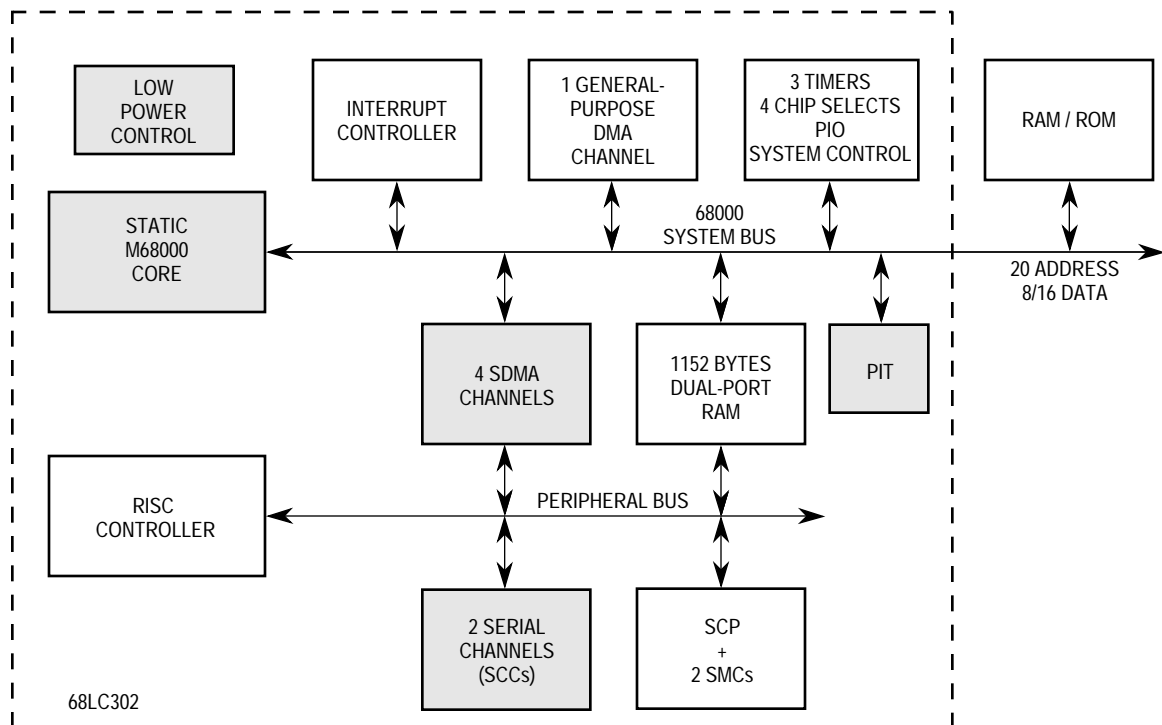 LOW
POWER
CONTROL
INTERRUPT
CONTROLLER
1 GENERAL-
PURPOSE
DMA
CHANNEL
3 TIMERS
4 CHIP SELECTS
PIO
SYSTEM CONTROL
RAM / ROM
STATIC
M68000
CORE
68000
SYSTEM BUS
20 ADDRESS
8/16 DATA
4 SDMA
CHANNELS
1152 BYTES
DUAL-PORT
RAM
PIT
RISC
CONTROLLER
PERIPHERAL BUS
2 SERIAL
CHANNELS
(SCCs)
SCP
+
2 SMCs
68LC302